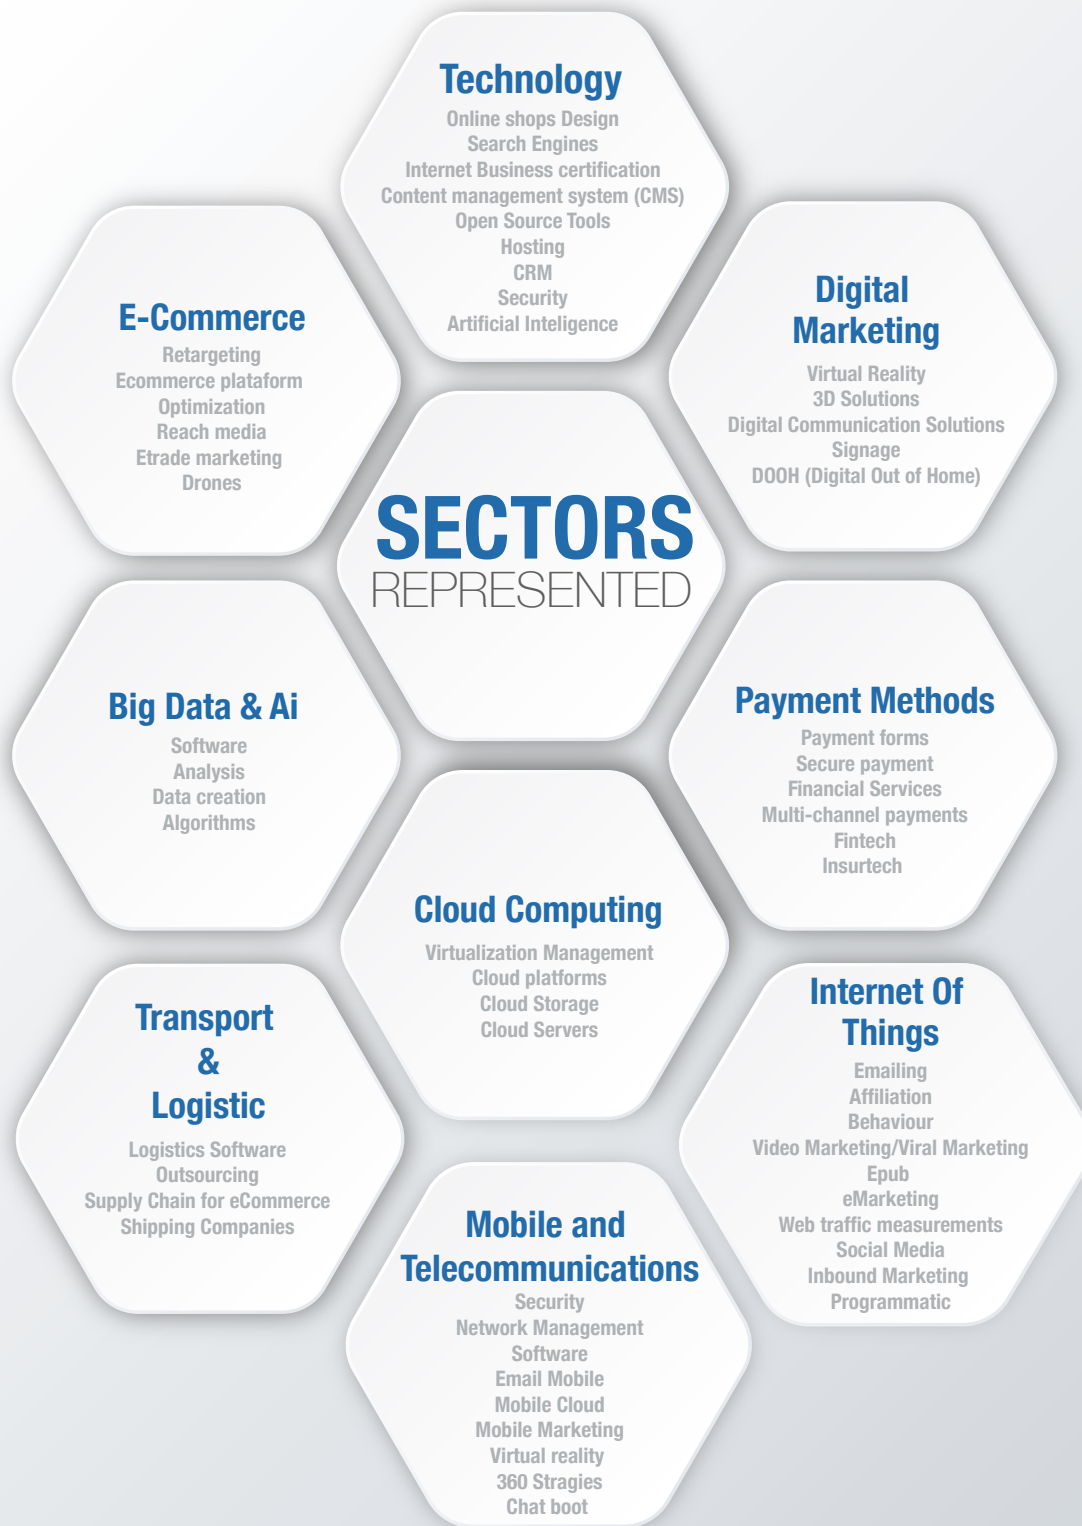 Technology
Online shops Design
Search Engines
Internet Business certification
Content management system (CMS)
Open Source Tools
Hosting
CRM
Security
Artificial Inteligence
E-Commerce
Retargeting
Ecommerce plataform
Optimization
Reach media
Etrade marketing
Drones
Digital
Marketing
Virtual Reality
3D Solutions
Digital Communication Solutions
Signage
DOOH (Digital Out of Home)
SECTORS
REPRESENTED
Big Data & Ai
Software
Analysis
Data creation
Algorithms
Payment Methods
Payment forms
Secure payment
Financial Services
Multi-channel payments
Fintech
Insurtech
Cloud Computing
Virtualization Management
Cloud platforms
Cloud Storage
Cloud Servers
Transport
&
Logistic
Logistics Software
Outsourcing
Supply Chain for eCommerce
Shipping Companies
Internet Of
Things
Emailing
Affiliation
Behaviour
Video Marketing/Viral Marketing
Epub
eMarketing
Web traffic measurements
Social Media
Inbound Marketing
Programmatic
Mobile and
Telecommunications
Security
Network Management
Software
Email Mobile
Mobile Cloud
Mobile Marketing
Virtual reality
360 Stragies
Chat boot